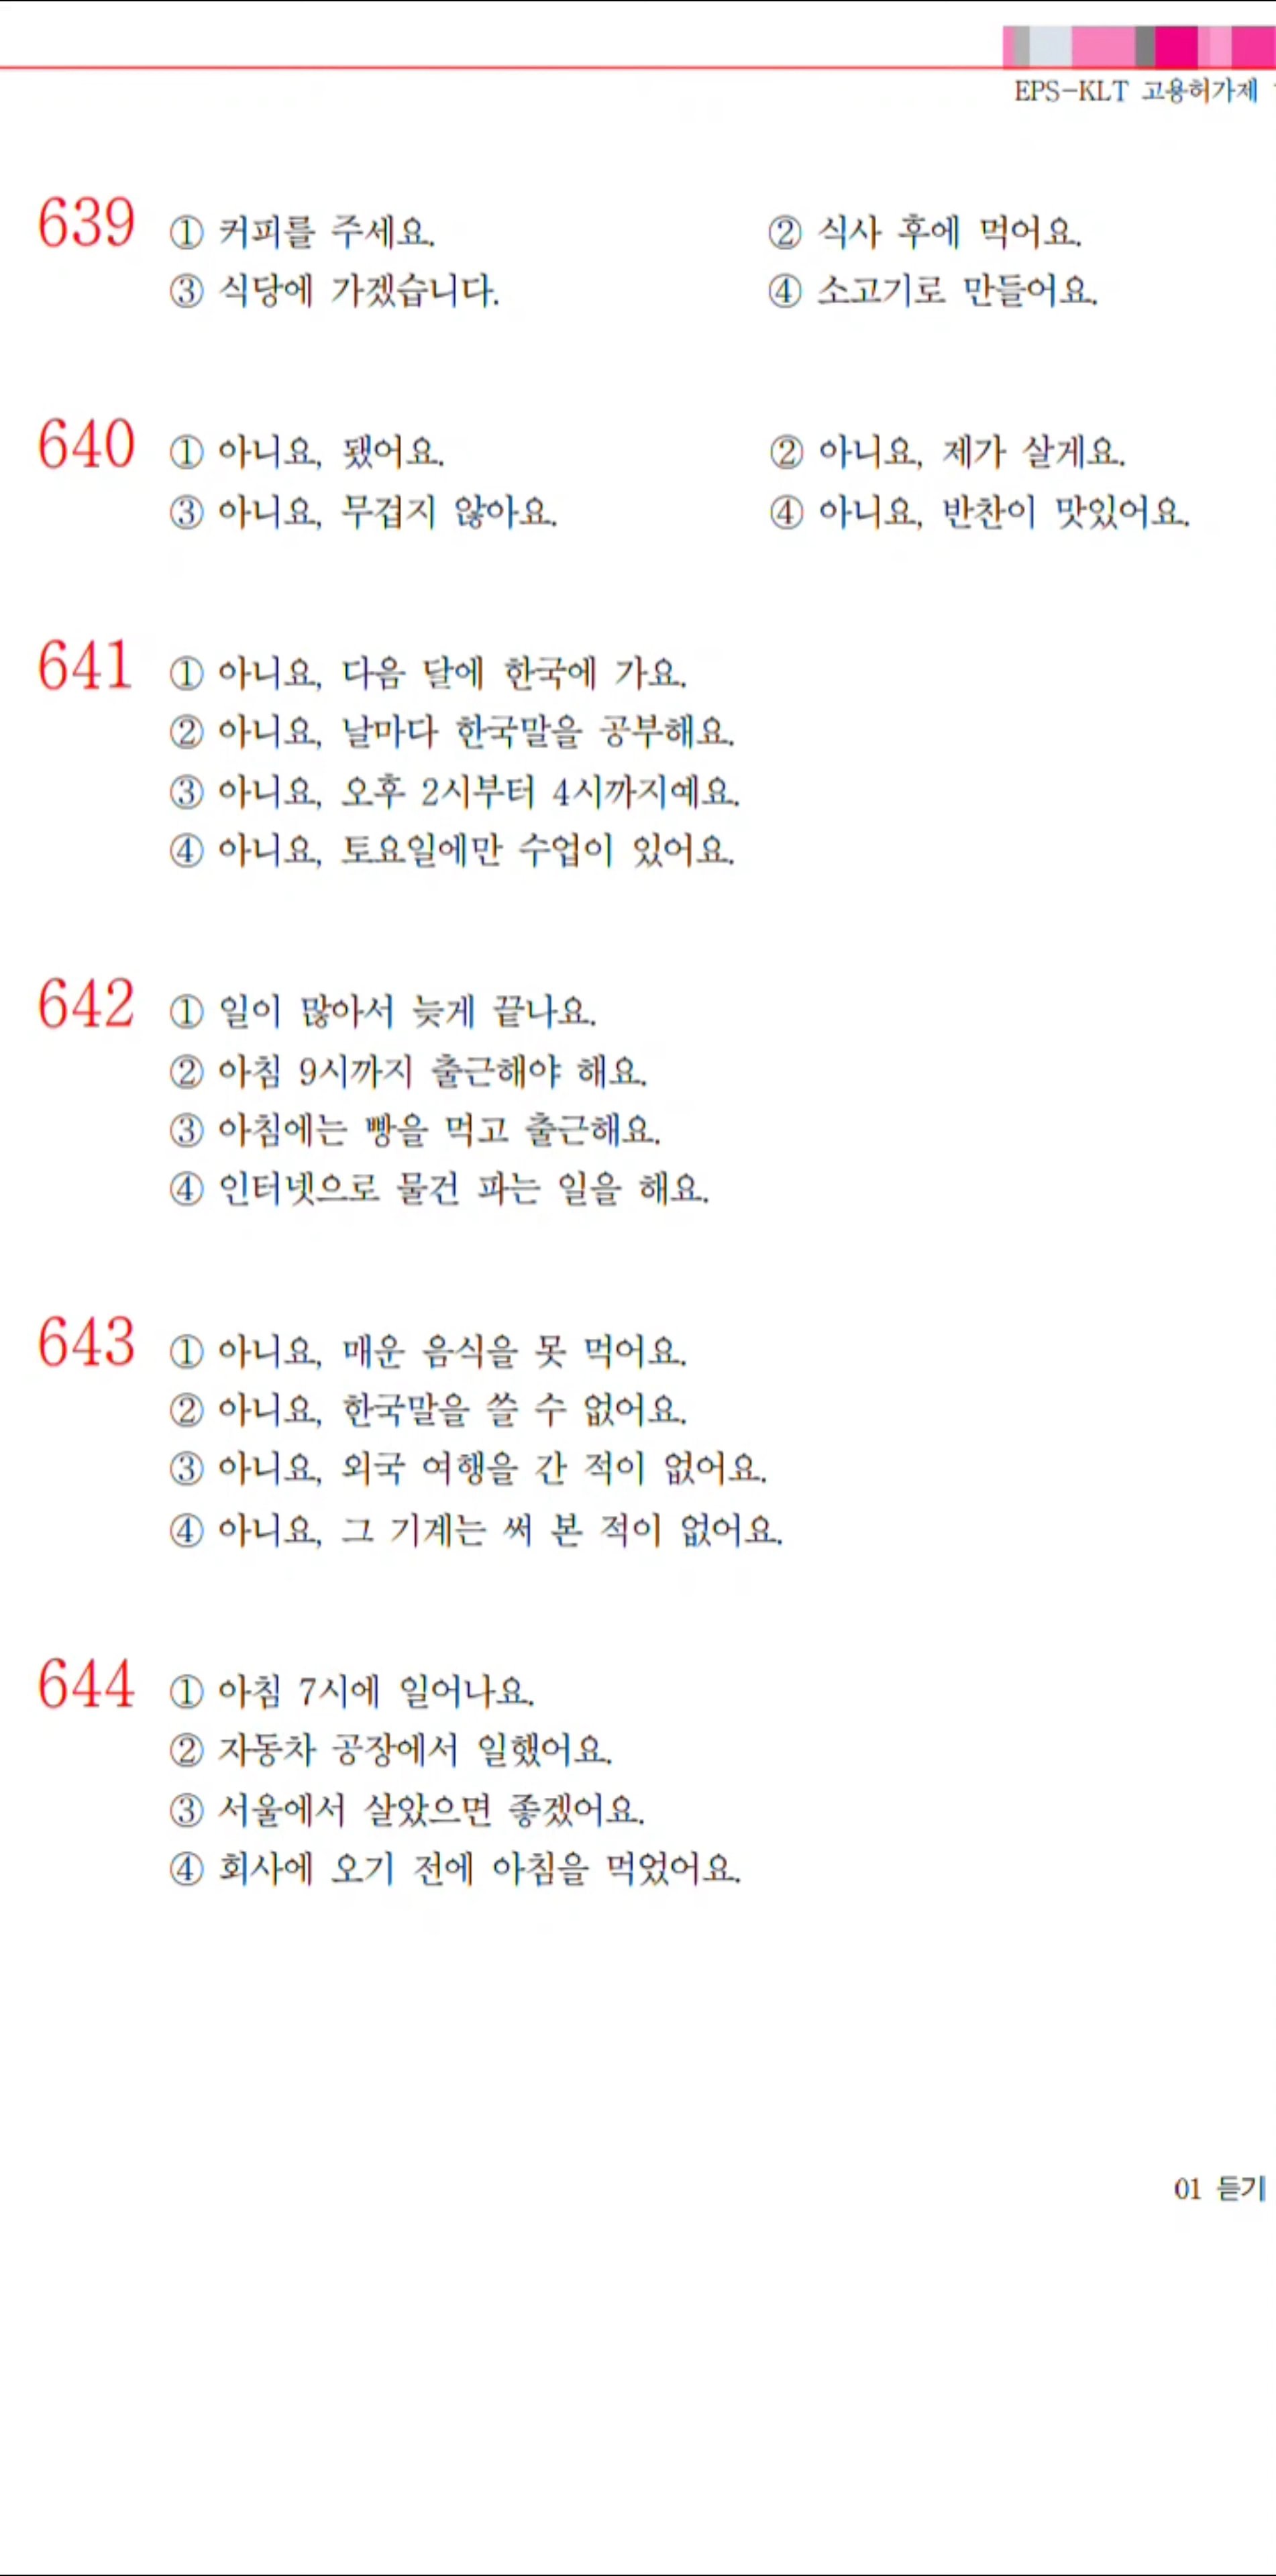 EPS-KLT 고용허가제
639 ① 커피를 주세요. ② 식사 후에 먹어요.
③ 식당에 가겠습니다. ④ 소고기로 만들어요.
640 ① 아니요, 됐어요. ② 아니요, 제가 살게요.
③ 아니요, 무겁지 않아요. ④ 아니요, 반찬이 맛있어요.
641 ① 아니요, 다음 달에 한국에 가요.
② 아니요, 날마다 한국말을 공부해요.
③ 아니요, 오후 2시부터 4시까지예요.
④ 아니요, 토요일에만 수업이 있어요.
642 ① 일이 많아서 늦게 끝나요.
② 아침 9시까지 출근해야 해요.
③ 아침에는 빵을 먹고 출근해요.
④ 인터넷으로 물건 파는 일을 해요.
643 ① 아니요, 매운 음식을 못 먹어요.
② 아니요, 한국말을 쓸 수 없어요.
③ 아니요, 외국 여행을 간 적이 없어요.
④ 아니요, 그 기계는 써 본 적이 없어요.
644 ① 아침 7시에 일어나요.
② 자동차 공장에서 일했어요.
③ 서울에서 살았으면 좋겠어요.
④ 회사에 오기 전에 아침을 먹었어요.
01 듣기